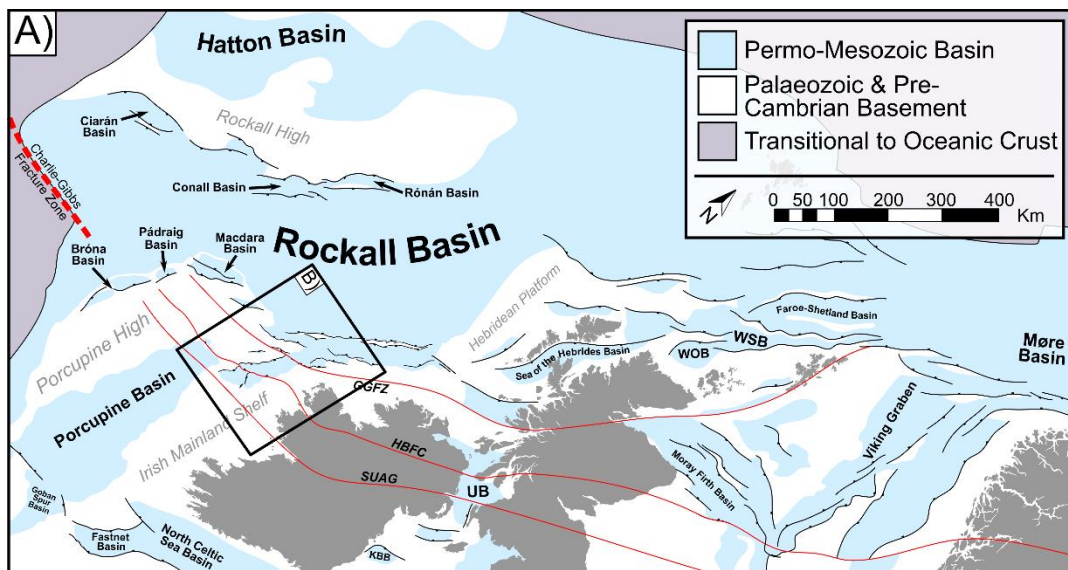 A)
Hatton Basin
Ciarán
Basin
Rockall High
Charlie-Gibbs
Fracture Zone
Conall Basin
Rónán Basin
Pádraig
Basin
Macdara
Basin
Bróna
Basin
Rockall Basin
B)
Porcupine High
Porcupine Basin
Irish Mainland Shelf
Hebridean Platform
Sea of the Hebrides Basin
Faroe-Shetland Basin
WSB
WOB
Møre
Basin
GGFZ
HBFC
SUAG
UB
Moray Firth Basin
Viking Graben
Goban
Spur
Basin
Fastnet
Basin
North Celtic
Sea Basin
KBB
Permo-Mesozoic Basin
Palaeozoic & Pre-
Cambrian Basement
Transitional to Oceanic Crust
N
0 50 100 200 300 400
Km